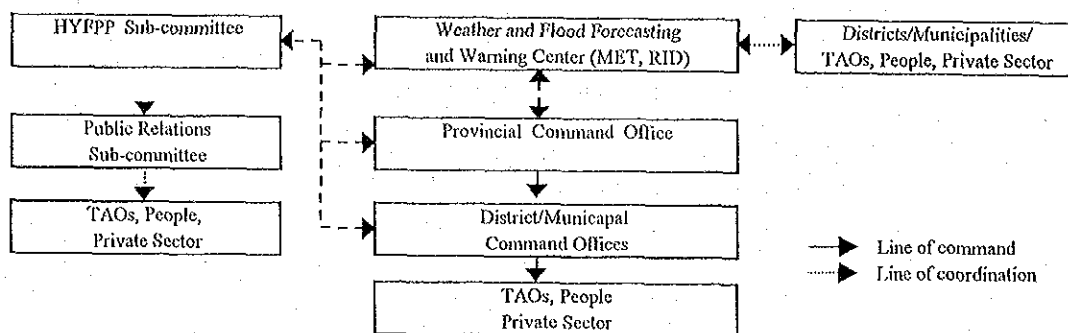 HYFPP Sub-committee
Weather and Flood Forecasting
and Warning Center (MET, RID)
Districts/Municipalities/
TAOs, People, Private Sector
Public Relations
Sub-committee
Provincial Command Office
TAOs, People,
Private Sector
District/Municapal
Command Offices
TAOs, People
Private Sector
Line of command
Line of coordination